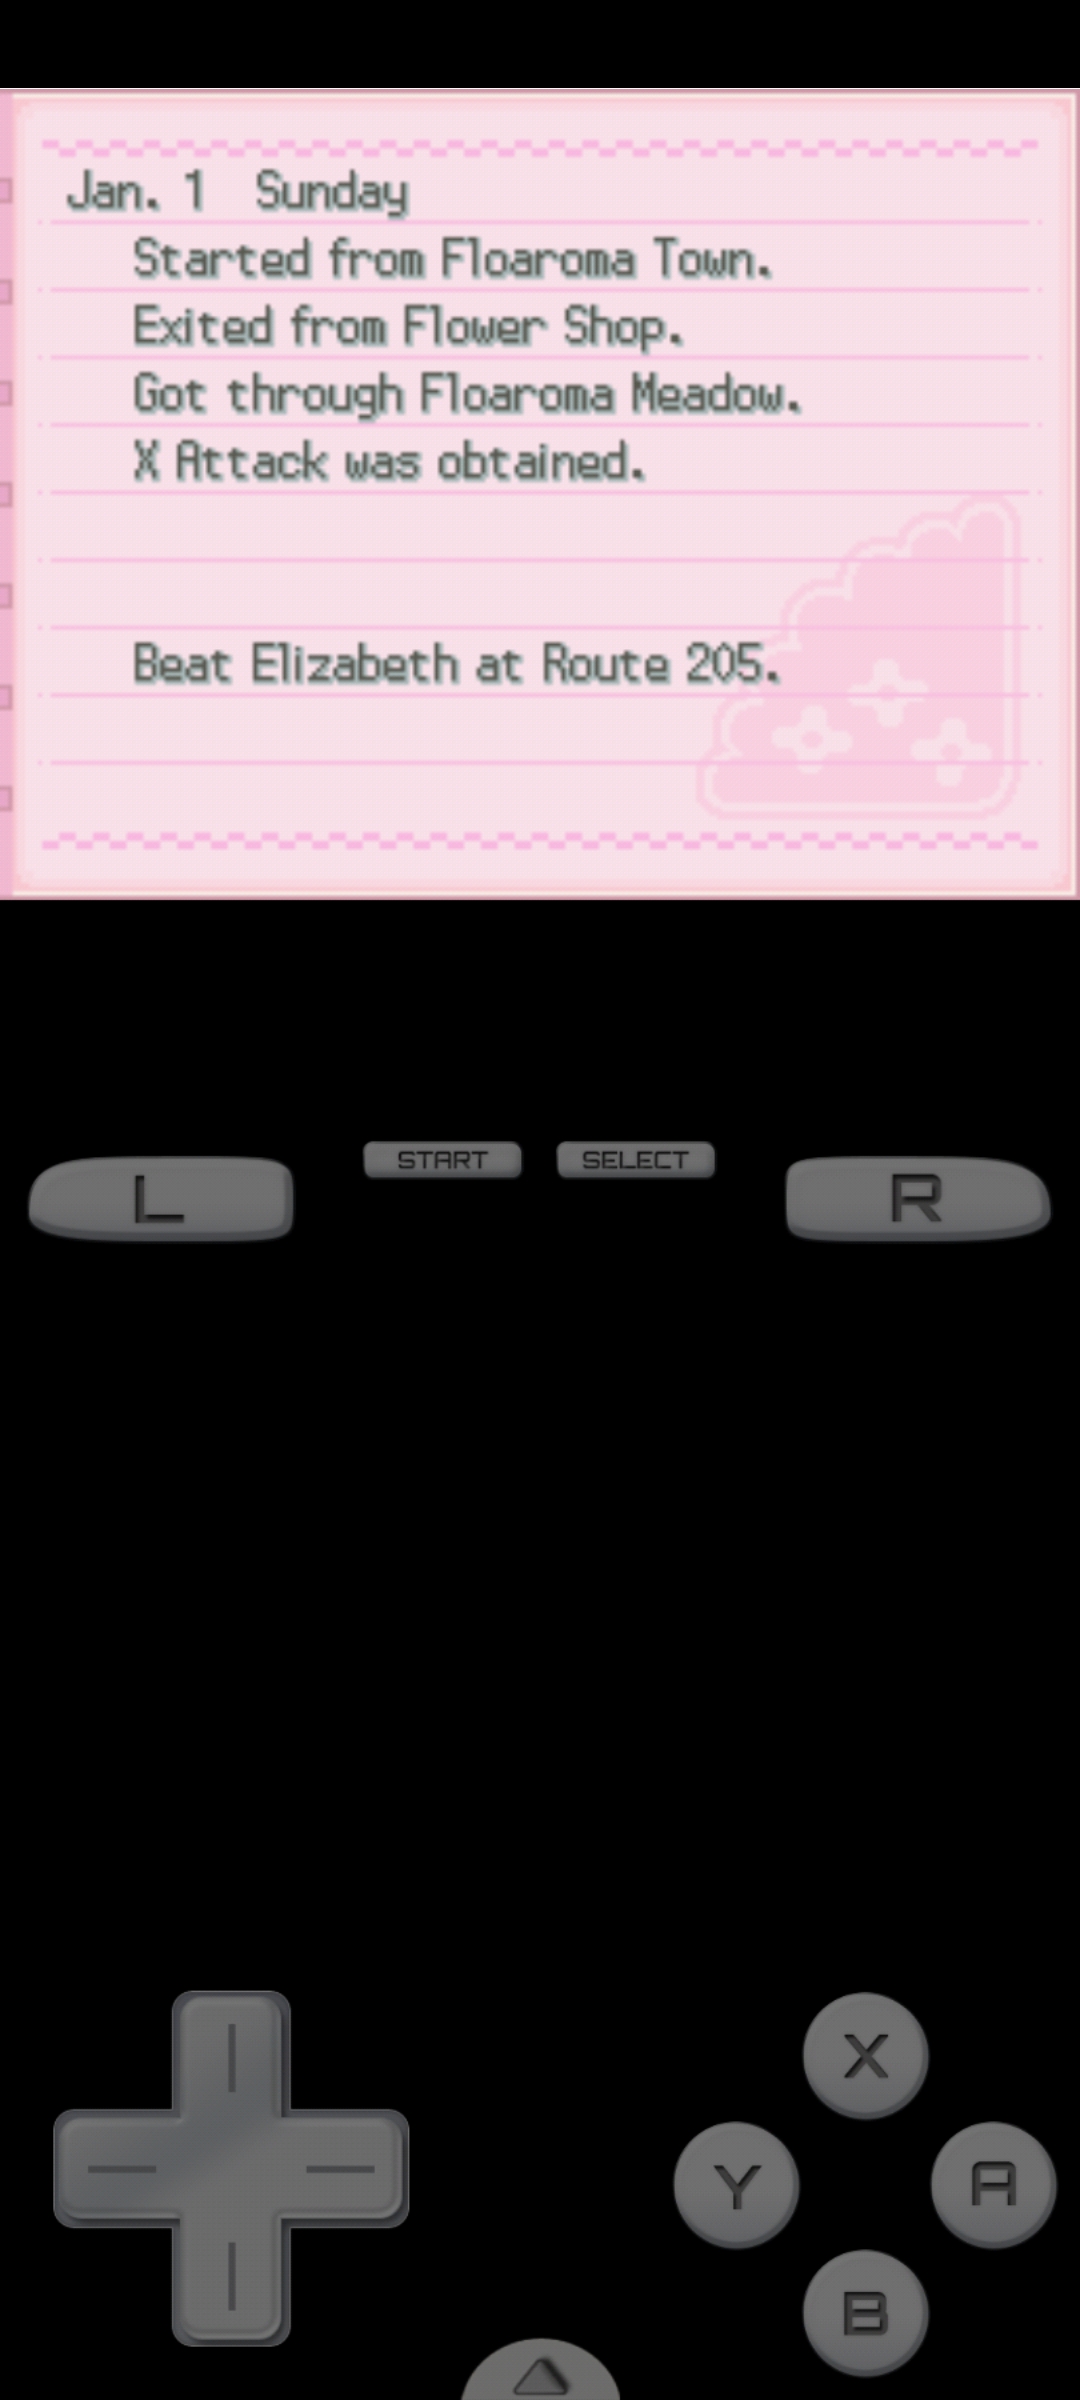 Jan. 1 Sunday
Started from Floaroma Town.
Exited from Flower Shop.
Got through Floaroma Meadow.
X Attack was obtained.
Beat Elizabeth at Route 205.
L
START
SELECT
R
X
Y
A
B